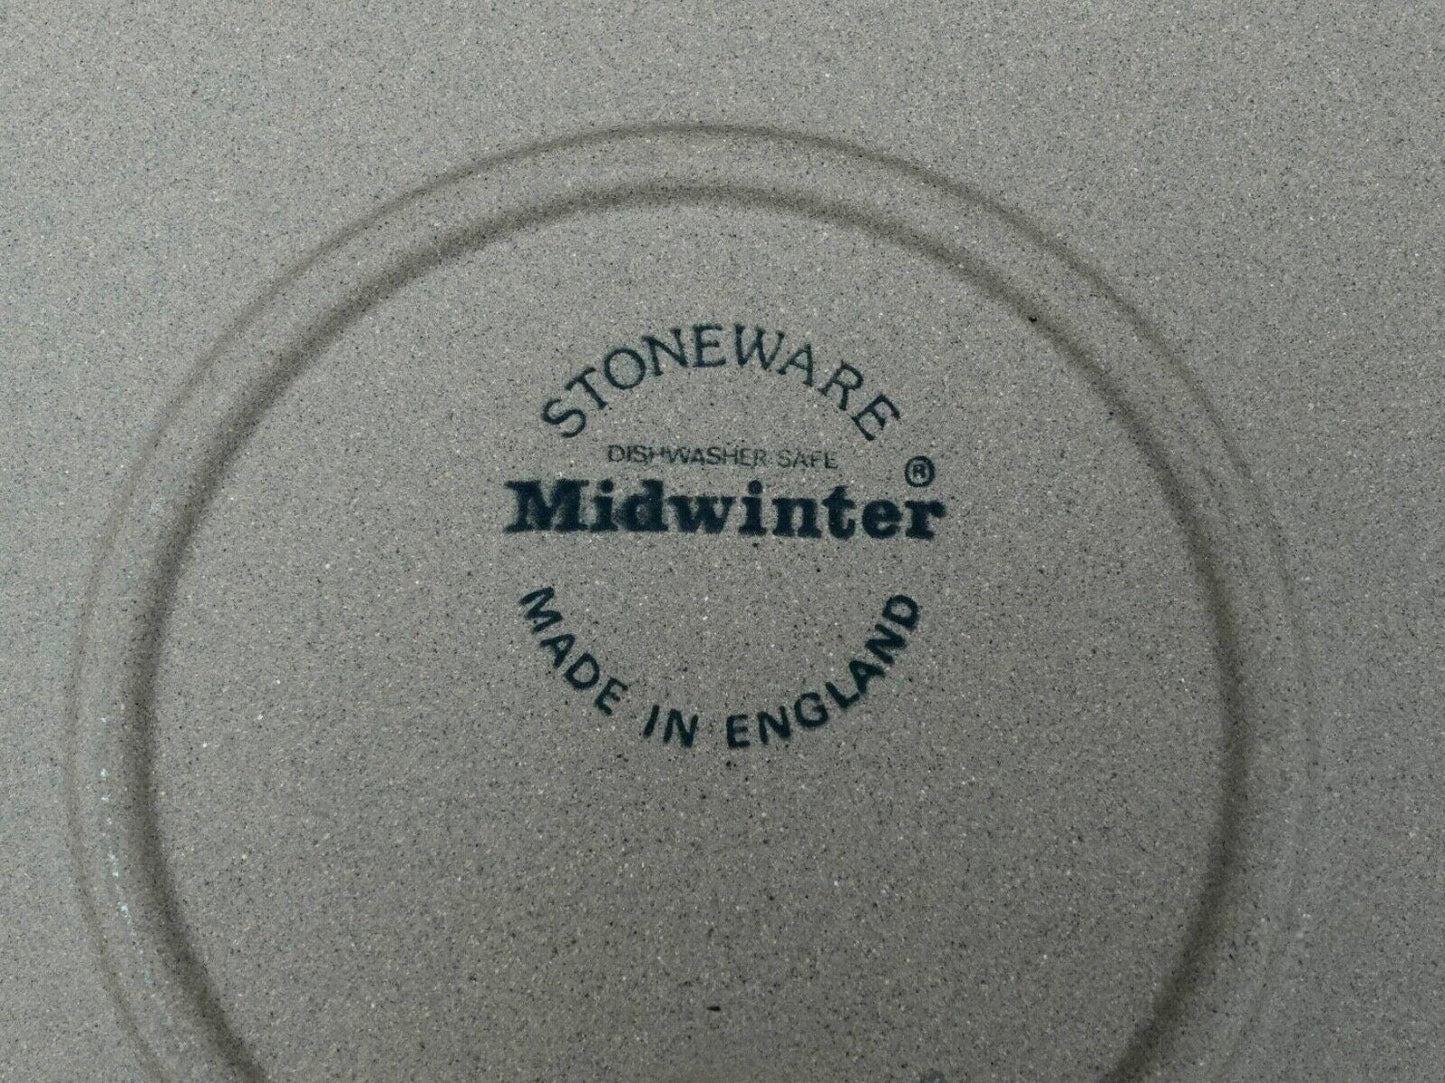 STONEWARE
DISHWASHER SAFE
Midwinter®
MADE IN ENGLAND